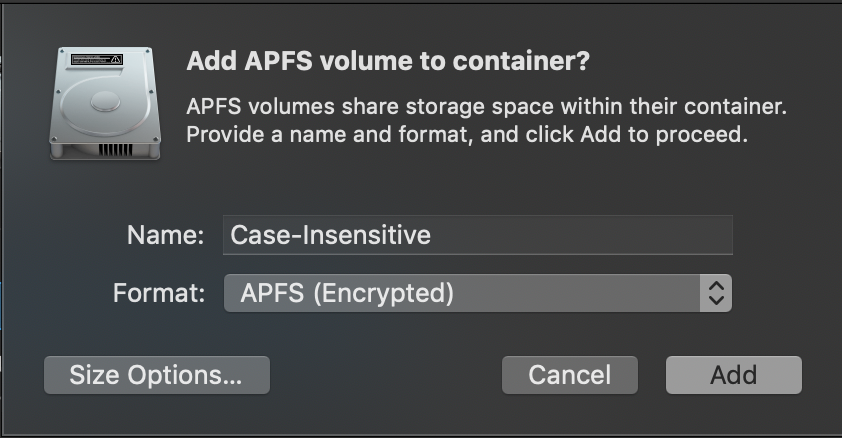 Add APFS volume to container?
APFS volumes share storage space within their container.
Provide a name and format, and click Add to proceed.
Name: Case-Insensitive
Format: APFS (Encrypted)
Size Options... Cancel Add